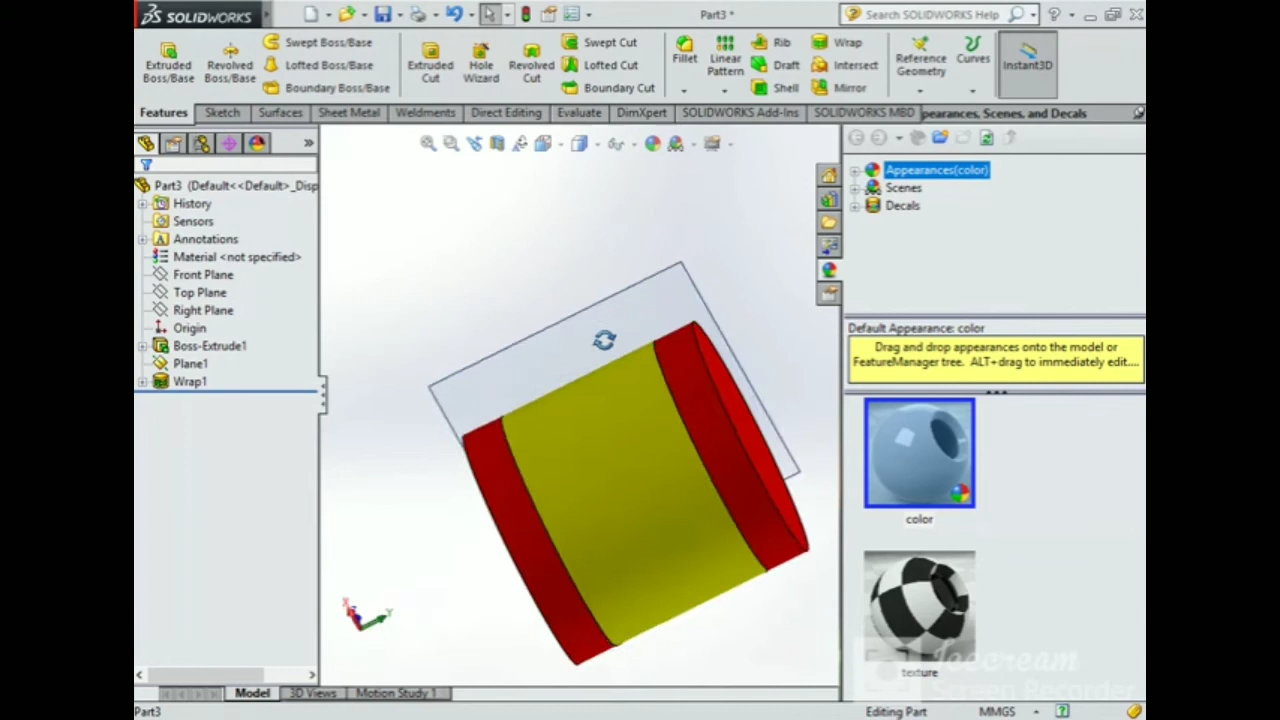 SOLIDWORKS
Part3 *
Search SOLIDWORKS Help
Extruded Boss/Base
Revolved Boss/Base
Swept Boss/Base
Lofted Boss/Base
Boundary Boss/Base
Extruded Cut
Hole Wizard
Revolved Cut
Swept Cut
Lofted Cut
Boundary Cut
Fillet
Linear Pattern
Rib
Draft
Shell
Wrap
Intersect
Mirror
Reference Geometry
Curves
Instant3D
Features
Sketch
Surfaces
Sheet Metal
Weldments
Direct Editing
Evaluate
DimXpert
SOLIDWORKS Add-Ins
SOLIDWORKS MBD
pearances, Scenes, and Decals
Part3 (Default<<Default>_Disp
History
Sensors
Annotations
Material <not specified>
Front Plane
Top Plane
Right Plane
Origin
Boss-Extrude1
Plane1
Wrap1
X
Y
Appearances(color)
Scenes
Decals
Default Appearance: color
Drag and drop appearances onto the model or
FeatureManager tree. ALT+drag to immediately edit....
color
texture
Icecream
Screen Recorder
Model
3D Views
Motion Study 1
Part3
Editing Part
MMGS